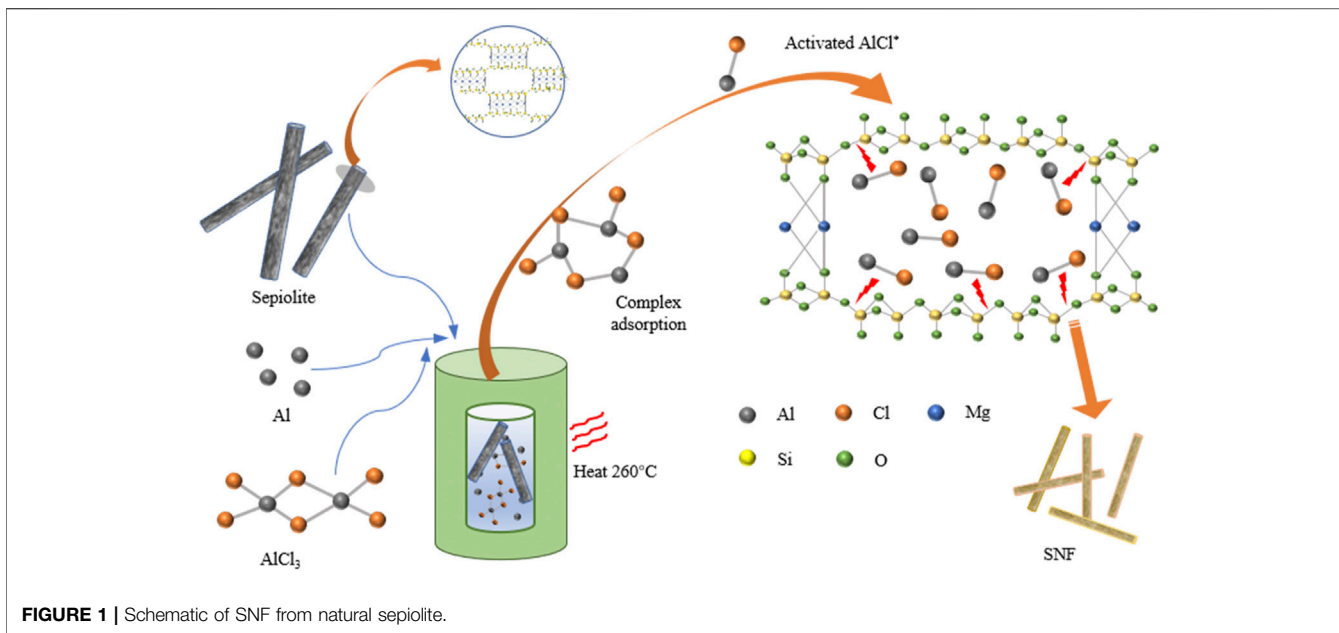 Activated AlCl*
Sepiolite
Complex
adsorption
Al
Heat 260°C
AlCl₃
Al
Cl
Mg
Si
O
SNF
FIGURE 1 | Schematic of SNF from natural sepiolite.